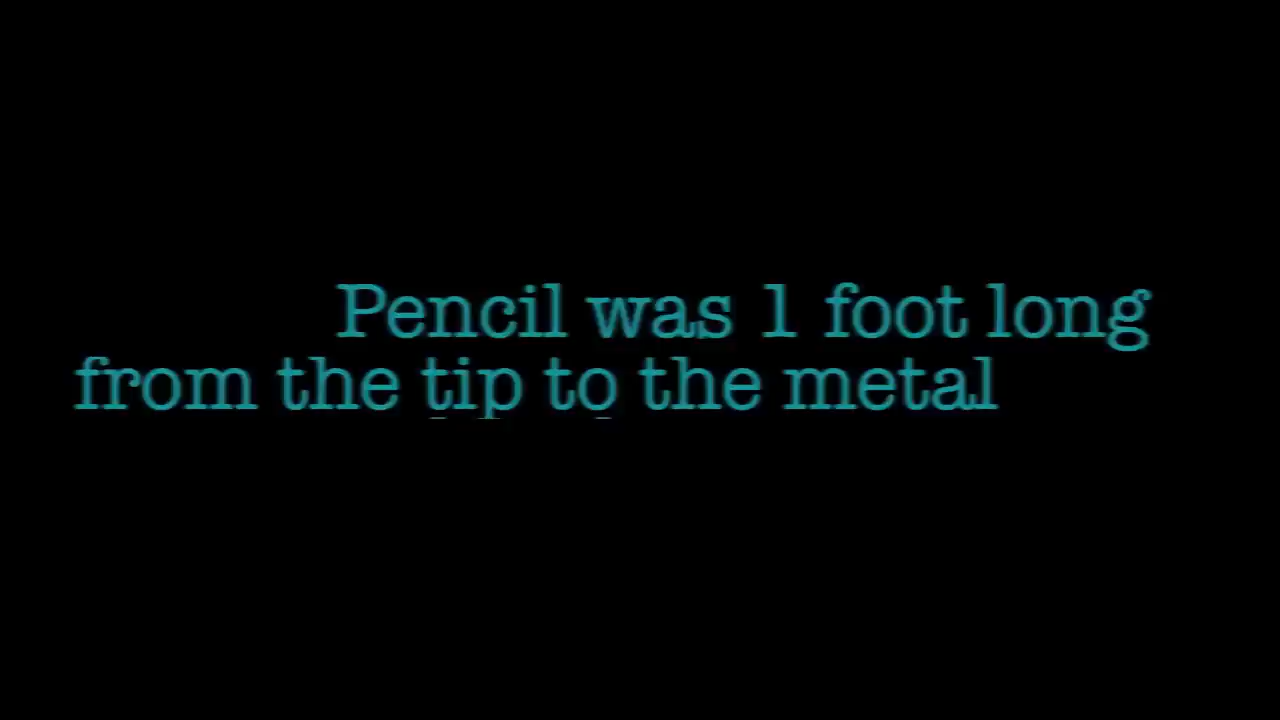 Pencil was 1 foot long
from the tip to the metal